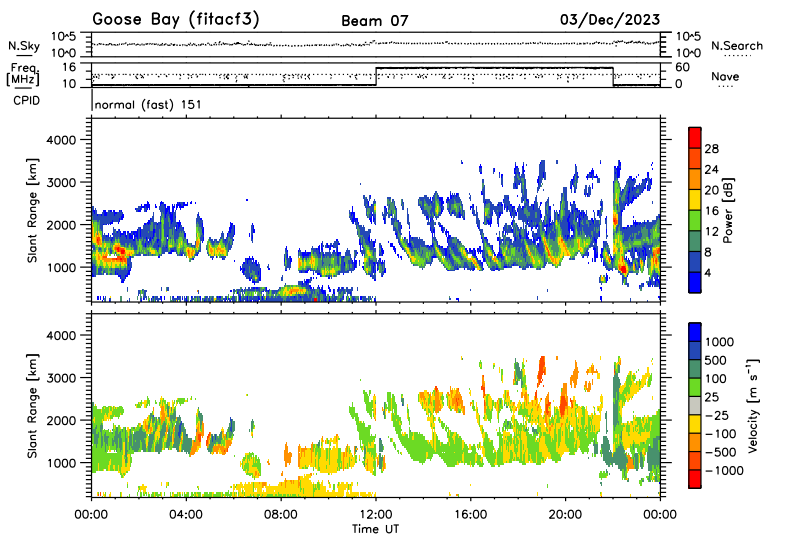 Goose Bay (fitacf3) Beam 07 03/Dec/2023
N.Sky 10^5 10^0 10^5 10^0 N.Search
Freq. [MHz] 16 10 60 0 Nave
CPID normal (fast) 151
Slant Range [km] 4000 3000 2000 1000
Power [dB] 28 24 20 16 12 8 4
Slant Range [km] 4000 3000 2000 1000
Velocity [m s⁻¹] 1000 500 100 25 -25 -100 -500 -1000
00:00 04:00 08:00 12:00 16:00 20:00 00:00
Time UT